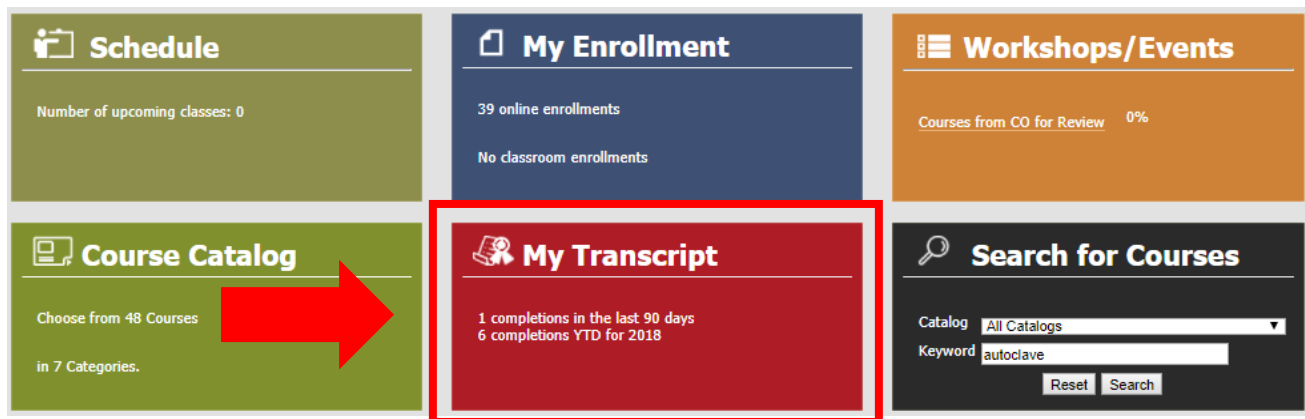 Schedule
Number of upcoming classes: 0
My Enrollment
39 online enrollments
No classroom enrollments
Workshops/Events
Courses from CO for Review 0%
Course Catalog
Choose from 48 Courses
in 7 Categories.
My Transcript
1 completions in the last 90 days
6 completions YTD for 2018
Search for Courses
Catalog All Catalogs
Keyword autoclave
Reset Search